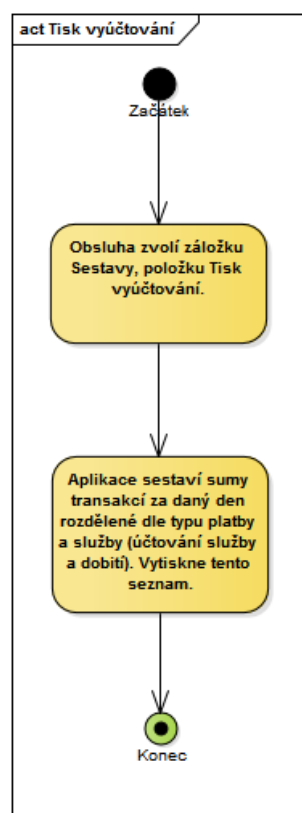 act Tisk vyúčtování
Začátek
Obsluha zvolí záložku
Sestavy, položku Tisk
vyúčtování.
Aplikace sestaví sumy
transakcí za daný den
rozdělené dle typu platby
a služby (účtování služby
a dobití). Vytiskne tento
seznam.
Konec